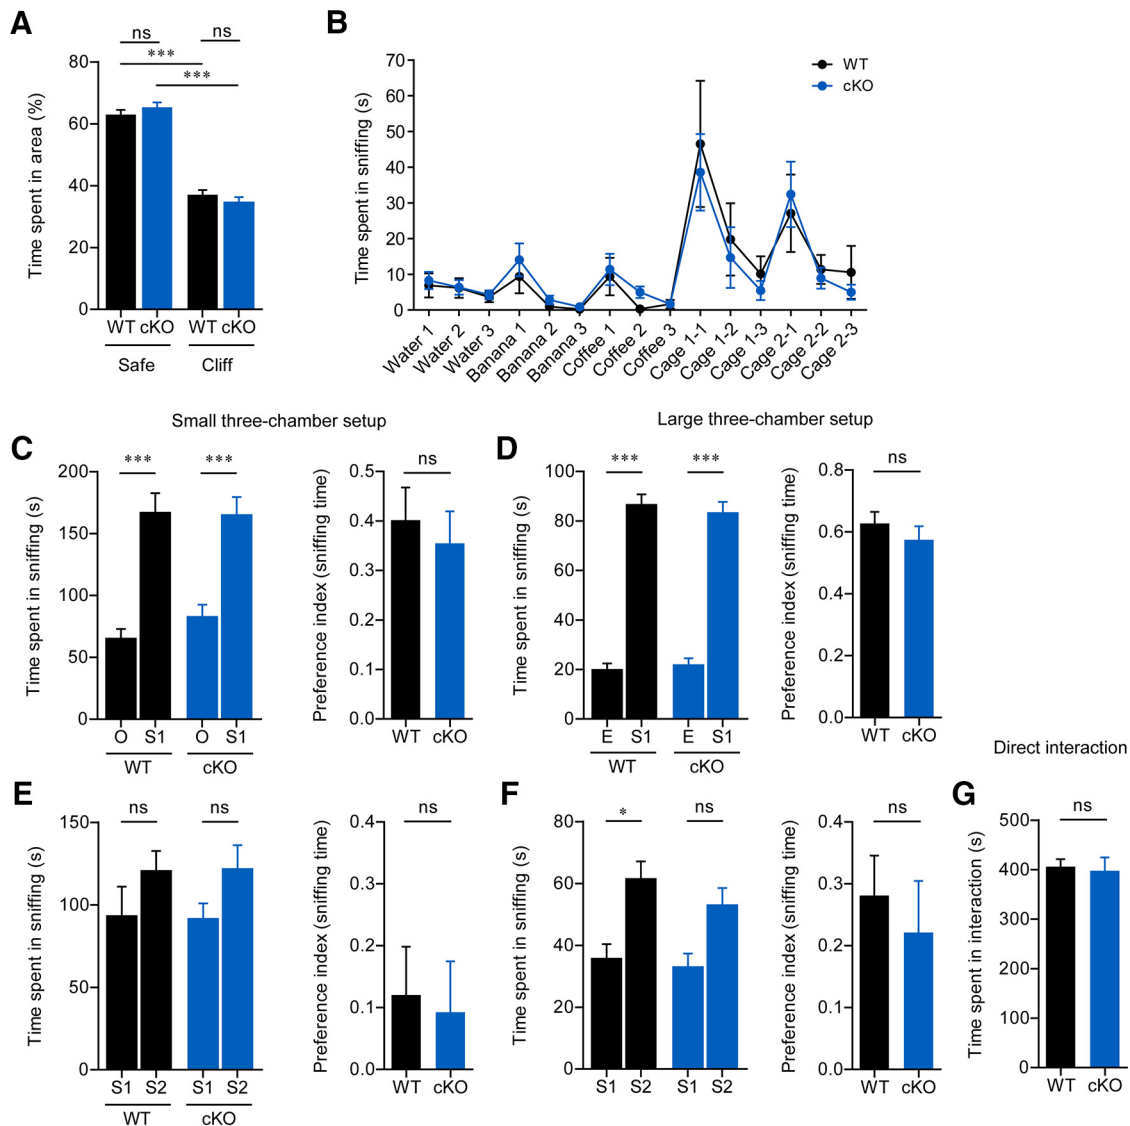 A
ns
ns
***
***
Time spent in area (%)
80
60
40
20
0
WT cKO WT cKO
Safe Cliff
B
Time spent in sniffing (s)
70
60
50
40
30
20
10
0
WT
cKO
Water 1
Water 2
Water 3
Banana 1
Banana 2
Banana 3
Coffee 1
Coffee 2
Coffee 3
Cage 1-1
Cage 1-2
Cage 1-3
Cage 2-1
Cage 2-2
Cage 2-3
Small three-chamber setup
C
*** ***
Time spent in sniffing (s)
200
150
100
50
0
O S1 O S1
WT cKO
ns
Preference index (sniffing time)
0.5
0.4
0.3
0.2
0.1
0.0
WT cKO
Large three-chamber setup
D
*** ***
Time spent in sniffing (s)
100
80
60
40
20
0
E S1 E S1
WT cKO
ns
Preference index (sniffing time)
0.8
0.6
0.4
0.2
0.0
WT cKO
E
ns ns
Time spent in sniffing (s)
150
100
50
0
S1 S2 S1 S2
WT cKO
ns
Preference index (sniffing time)
0.4
0.3
0.2
0.1
0.0
WT cKO
F
* ns
Time spent in sniffing (s)
80
60
40
20
0
S1 S2 S1 S2
ns
Preference index (sniffing time)
0.4
0.3
0.2
0.1
0.0
WT cKO
Direct interaction
G
ns
Time spent in interaction (s)
500
400
300
200
100
0
WT cKO